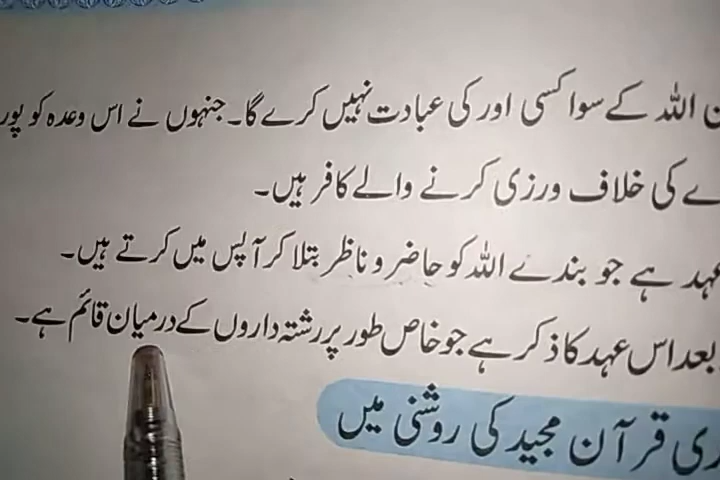 اللہ کے سوا کسی اور کی عبادت نہیں کرے گا۔ جنہوں نے اس وعدہ کو
کی خلاف ورزی کرنے والے کافر ہیں۔
ہے جو بندے اللہ کو حاضر و ناظر بتلا کر آپس میں کرتے ہیں۔
بعد اس عہد کا ذکر ہے جو خاص طور پر رشتہ داروں کے درمیان قائم ہے۔
قرآن مجید کی روشنی میں